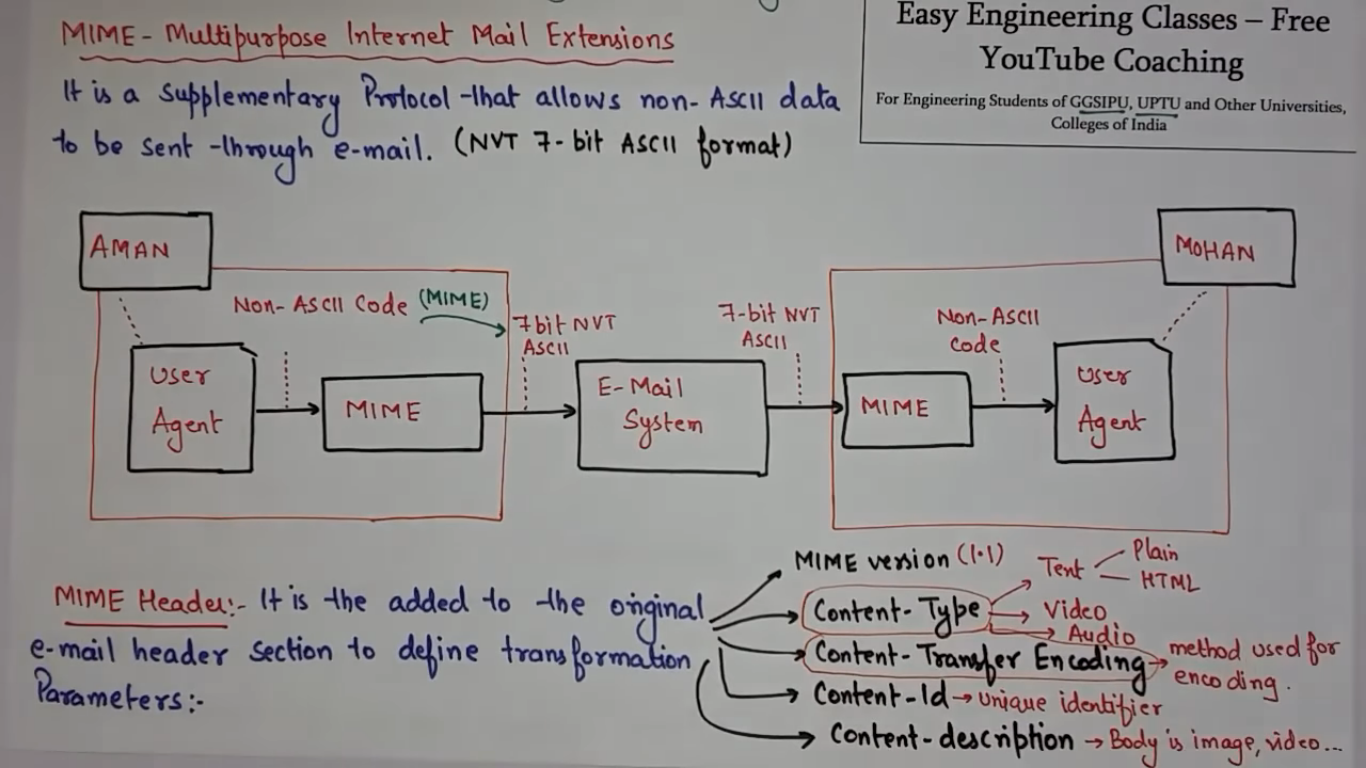 Easy Engineering Classes – Free
YouTube Coaching
For Engineering Students of GGSIPU, UPTU and Other Universities,
Colleges of India
MIME - Multipurpose Internet Mail Extensions
It is a supplementary Protocol that allows non-ASCII data
to be sent through e-mail. (NVT 7-bit ASCII format)
AMAN
MOHAN
Non-ASCII Code (MIME)
7bit NVT
ASCII
7-bit NVT
ASCII
Non-ASCII
Code
User
Agent
MIME
E-Mail
System
MIME
User
Agent
MIME Header:- It is the added to the original
e-mail header section to define transformation
Parameters:-
MIME version (1.1)
Content-Type
Text
Plain
HTML
Video
Audio
Content-Transfer Encoding
method used for
encoding.
Content-Id → unique identifier
Content-description → Body is image, video...